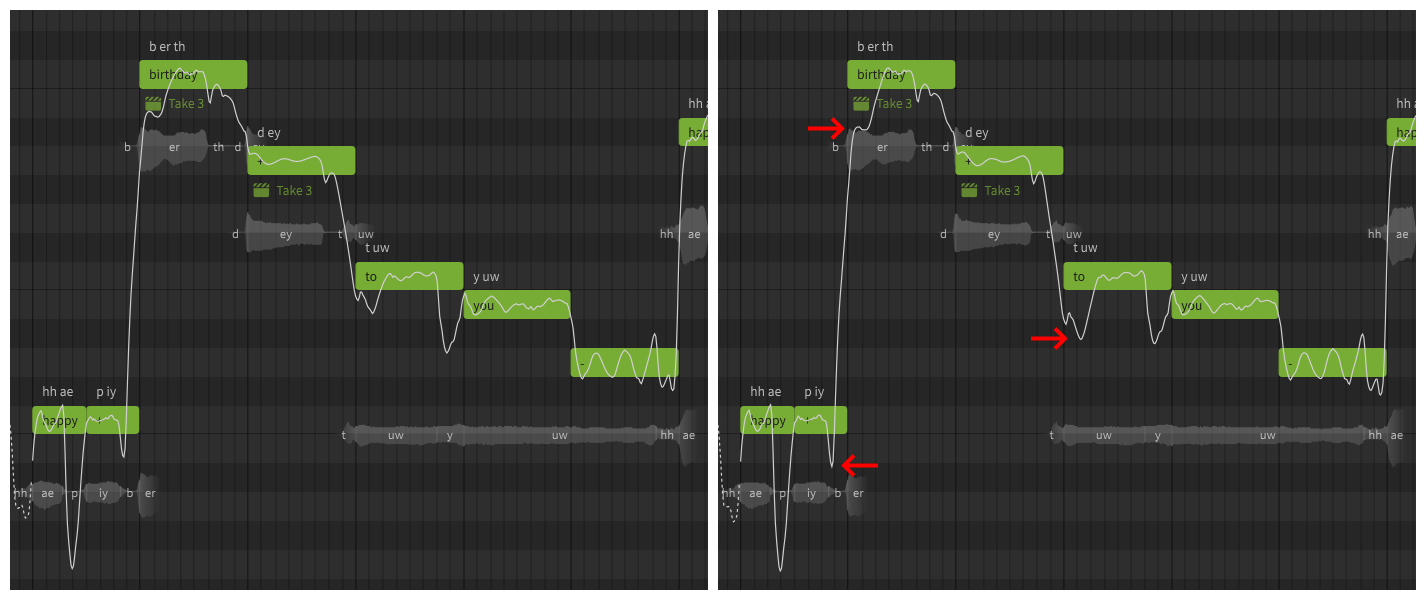 b er th
birthday
Take 3
b er th d ey
d ey
+
Take 3
d ey t uw
t uw
to
y uw
you
-
hh a
hap
hh ae
hh ae
p iy
happy
+
t uw y uw hh ae
hh ae p iy b er
b er th
birthday
Take 3
b er th d ey
d ey
+
Take 3
d ey t uw
t uw
to
y uw
you
-
hh a
hap
hh ae
hh ae
p iy
happy
+
t uw y uw hh ae
hh ae p iy b er